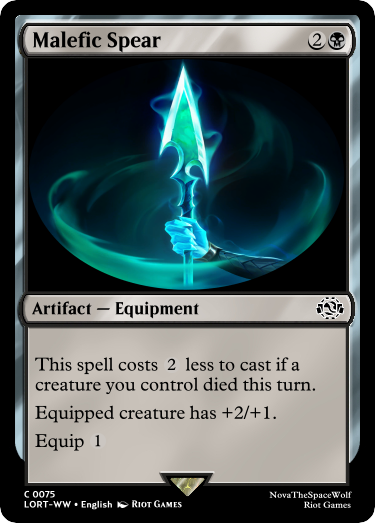 Malefic Spear 2
Artifact — Equipment
This spell costs 2 less to cast if a
creature you control died this turn.
Equipped creature has +2/+1.
Equip 1
C 0075
LORT-WW • English Riot Games
NovaTheSpaceWolf
Riot Games